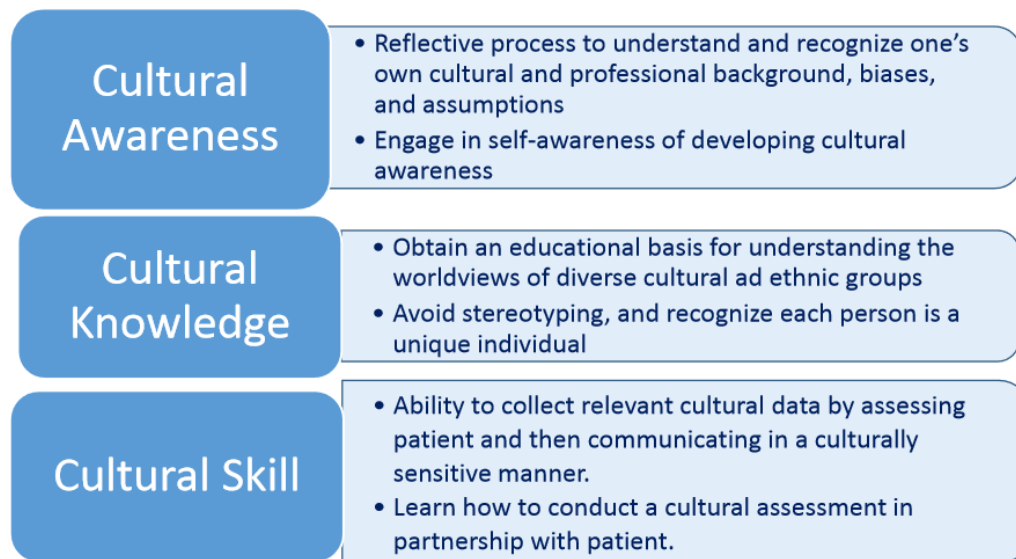 Cultural
Awareness
• Reflective process to understand and recognize one's
own cultural and professional background, biases,
and assumptions
• Engage in self-awareness of developing cultural
awareness
Cultural
Knowledge
• Obtain an educational basis for understanding the
worldviews of diverse cultural ad ethnic groups
• Avoid stereotyping, and recognize each person is a
unique individual
Cultural Skill
• Ability to collect relevant cultural data by assessing
patient and then communicating in a culturally
sensitive manner.
• Learn how to conduct a cultural assessment in
partnership with patient.